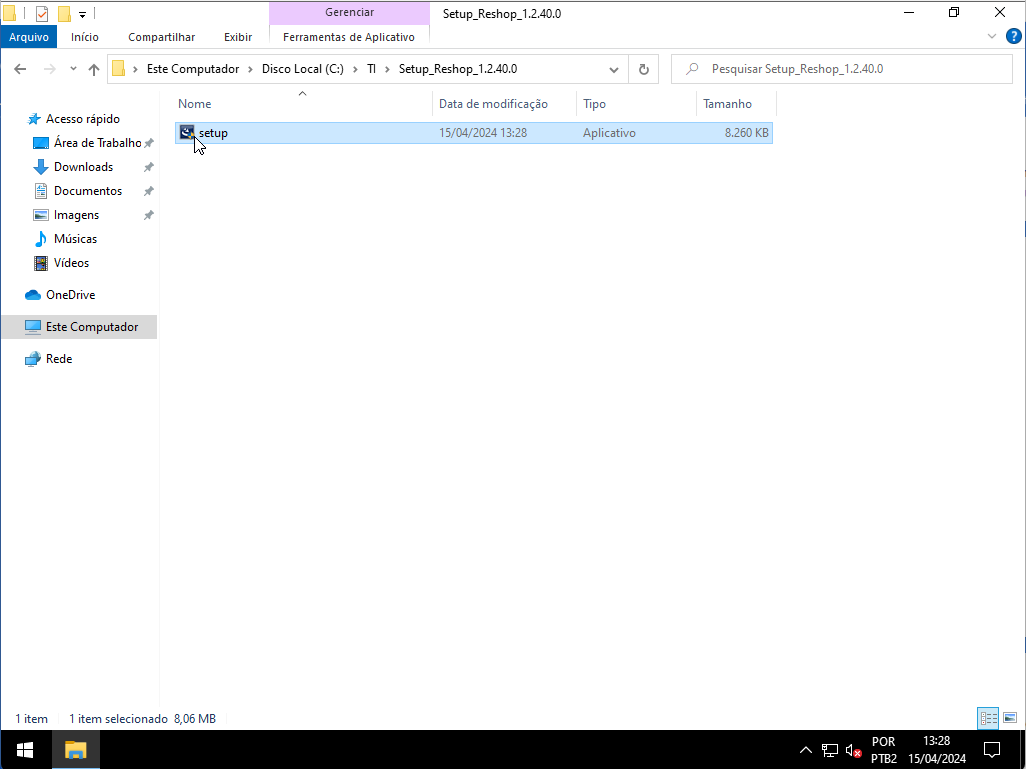 Gerenciar
Setup_Reshop_1.2.40.0
Arquivo
Início
Compartilhar
Exibir
Ferramentas de Aplicativo
?
Este Computador
Disco Local (C:)
TI
Setup_Reshop_1.2.40.0
Pesquisar Setup_Reshop_1.2.40.0
Nome
Data de modificação
Tipo
Tamanho
Acesso rápido
Área de Trabalho
Downloads
Documentos
Imagens
Músicas
Vídeos
OneDrive
Este Computador
Rede
setup
15/04/2024 13:28
Aplicativo
8.260 KB
1 item
1 item selecionado 8,06 MB
POR
PTB2
13:28
15/04/2024